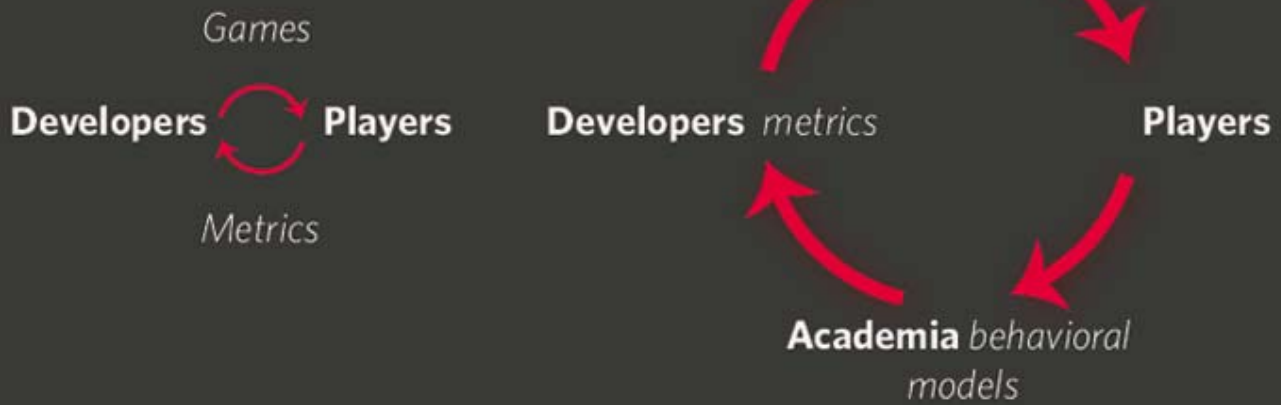 Games
Developers Players
Metrics
Developers metrics
Players
Academia behavioral
models